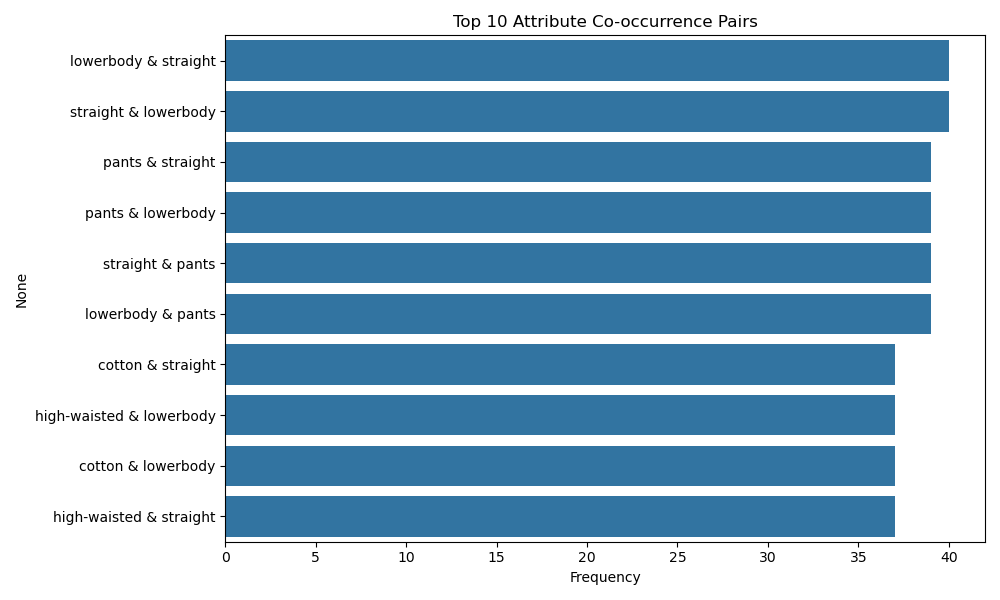 Top 10 Attribute Co-occurrence Pairs
lowerbody & straight
straight & lowerbody
pants & straight
pants & lowerbody
straight & pants
lowerbody & pants
cotton & straight
high-waisted & lowerbody
cotton & lowerbody
high-waisted & straight
None
0 5 10 15 20 25 30 35 40
Frequency